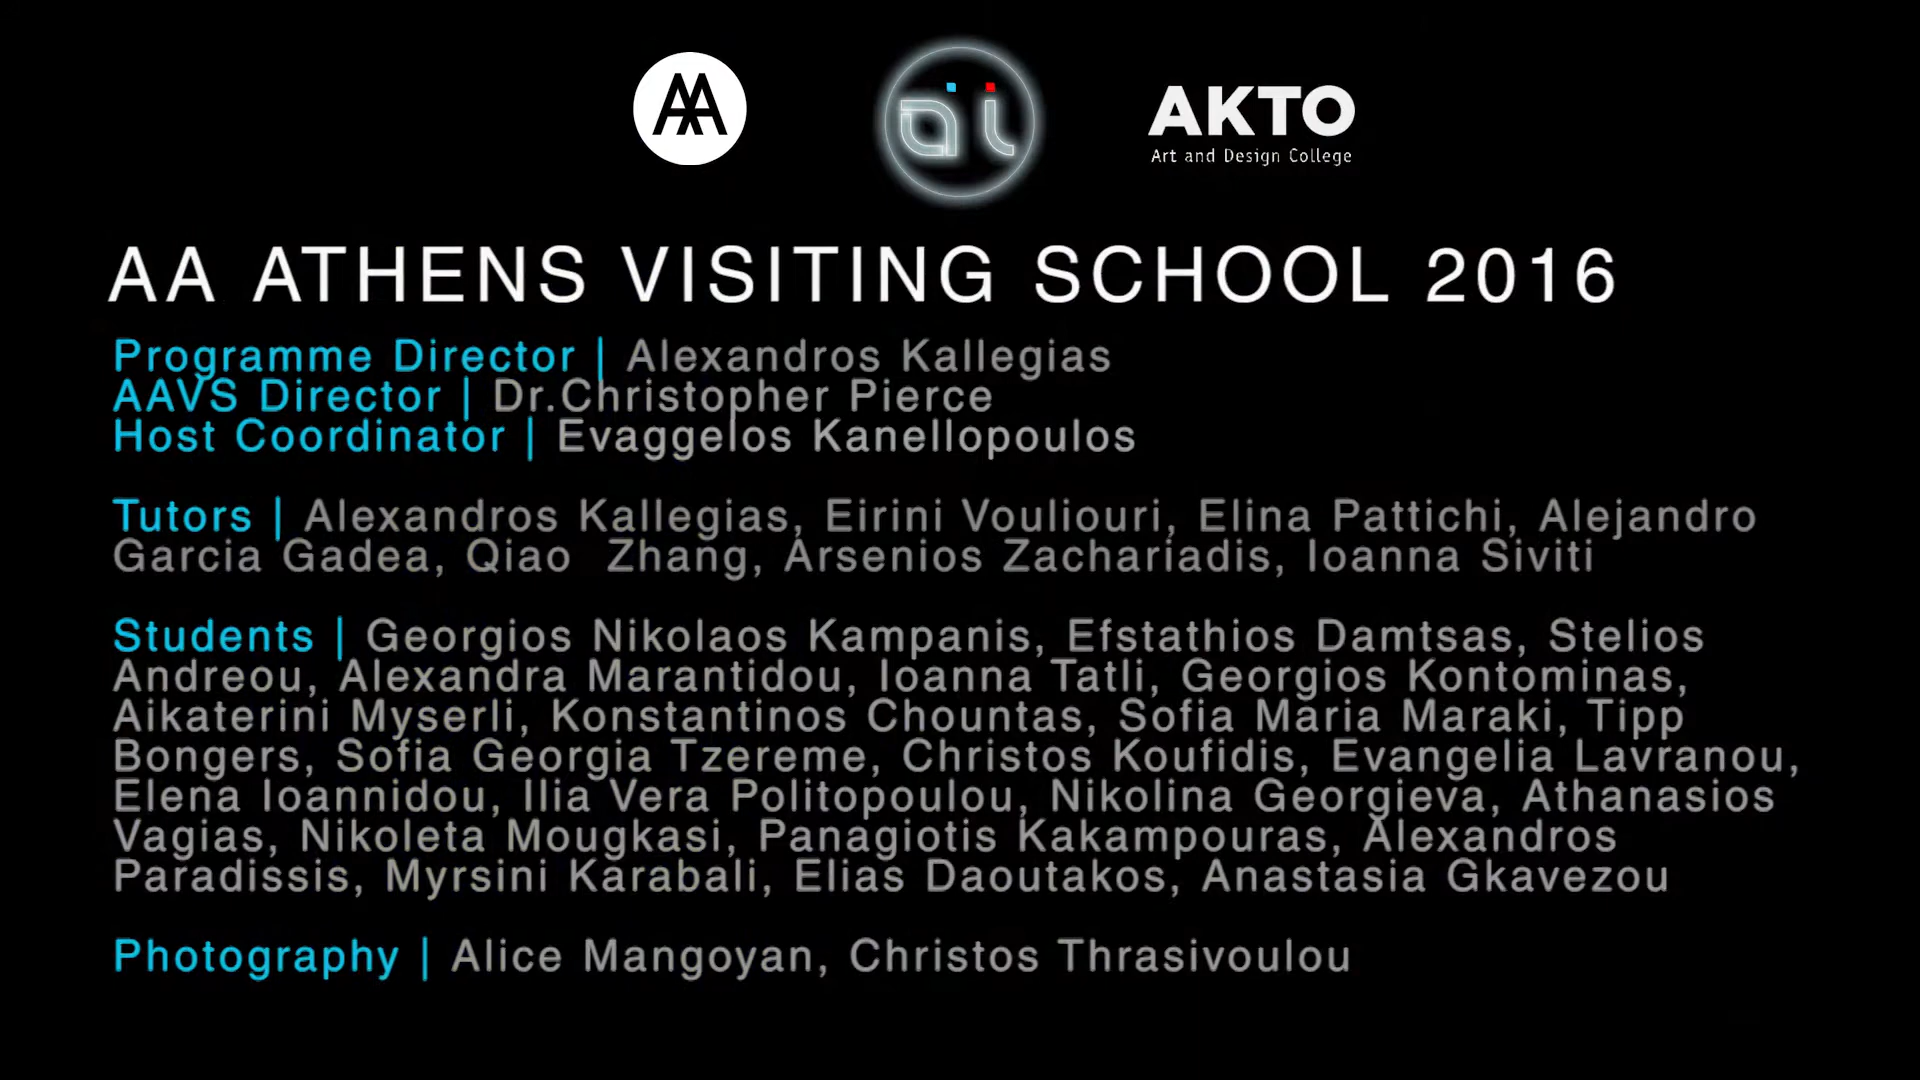 AA
ai
AKTO
Art and Design College
AA ATHENS VISITING SCHOOL 2016
Programme Director | Alexandros Kallegias
AAVS Director | Dr.Christopher Pierce
Host Coordinator | Evaggelos Kanellopoulos
Tutors | Alexandros Kallegias, Eirini Vouliouri, Elina Pattichi, Alejandro
Garcia Gadea, Qiao  Zhang, Arsenios Zachariadis, Ioanna Siviti
Students | Georgios Nikolaos Kampanis, Efstathios Damtsas, Stelios
Andreou, Alexandra Marantidou, Ioanna Tatli, Georgios Kontominas,
Aikaterini Myserli, Konstantinos Chountas, Sofia Maria Maraki, Tipp
Bongers, Sofia Georgia Tzereme, Christos Koufidis, Evangelia Lavranou,
Elena Ioannidou, Ilia Vera Politopoulou, Nikolina Georgieva, Athanasios
Vagias, Nikoleta Mougkasi, Panagiotis Kakampouras, Alexandros
Paradissis, Myrsini Karabali, Elias Daoutakos, Anastasia Gkavezou
Photography | Alice Mangoyan, Christos Thrasivoulou